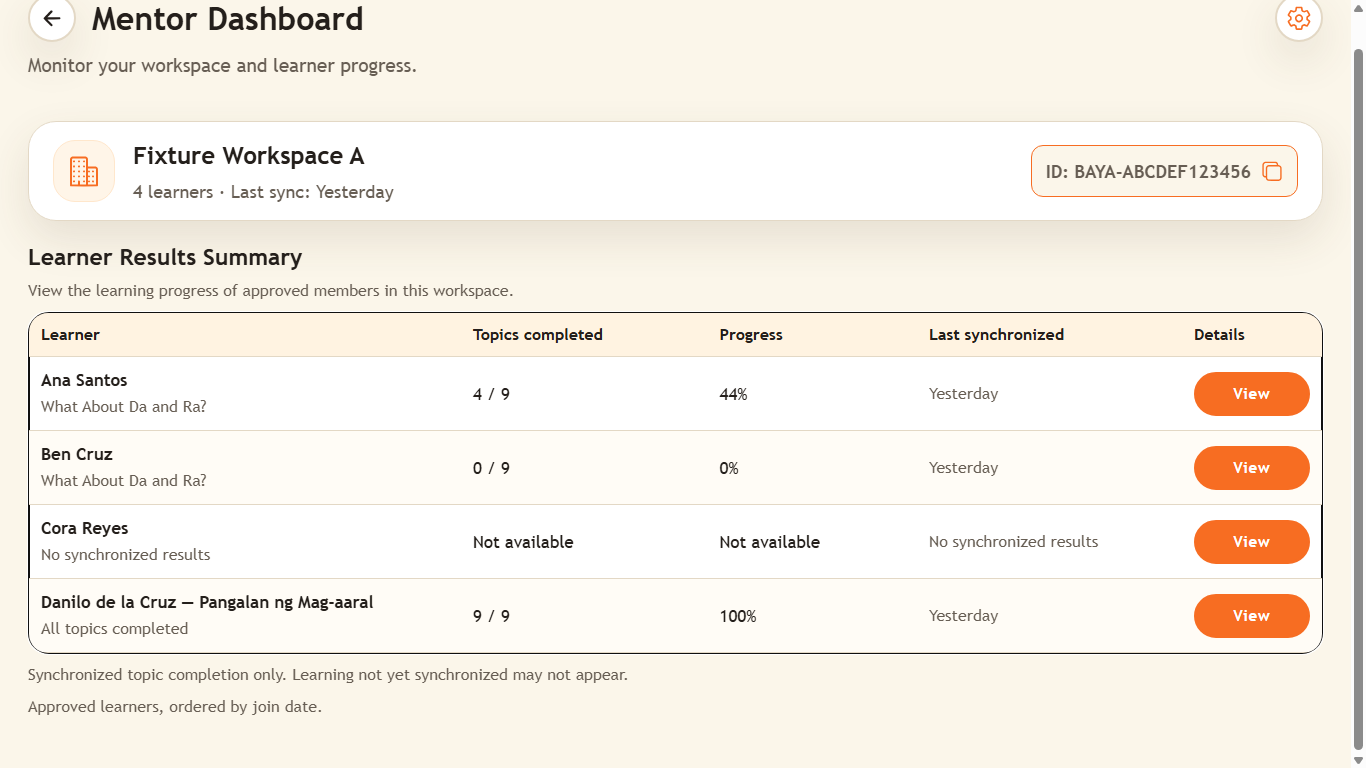 Mentor Dashboard
Monitor your workspace and learner progress.
Fixture Workspace A
4 learners · Last sync: Yesterday
ID: BAYA-ABCDEF123456
Learner Results Summary
View the learning progress of approved members in this workspace.
Learner Topics completed Progress Last synchronized Details
Ana Santos
What About Da and Ra?
4 / 9 44% Yesterday View
Ben Cruz
What About Da and Ra?
0 / 9 0% Yesterday View
Cora Reyes
No synchronized results
Not available Not available No synchronized results View
Danilo de la Cruz — Pangalan ng Mag-aaral
All topics completed
9 / 9 100% Yesterday View
Synchronized topic completion only. Learning not yet synchronized may not appear.
Approved learners, ordered by join date.